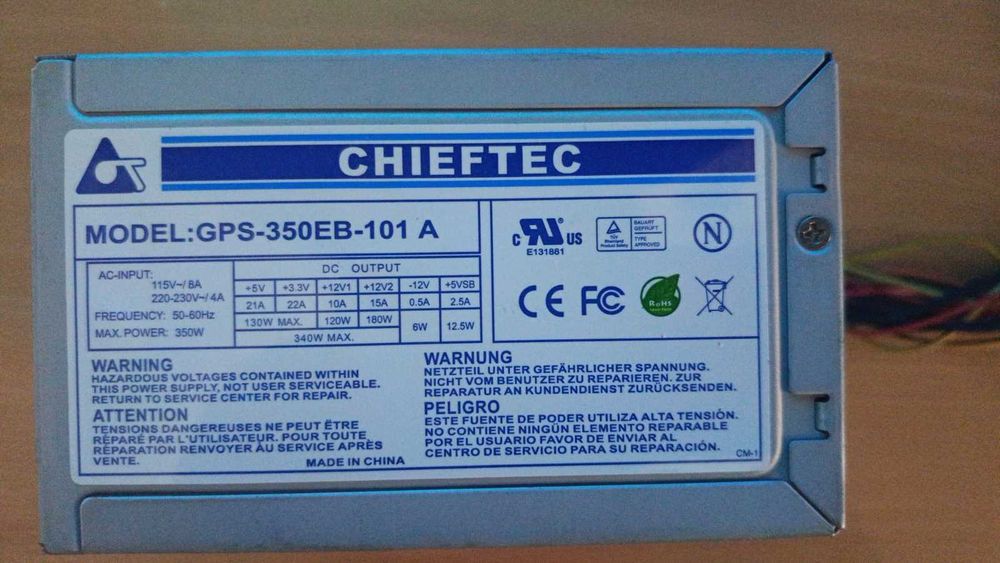 CHIEFTEC
MODEL:GPS-350EB-101 A
AC-INPUT:
115V~/ 8A
220-230V~/ 4A
FREQUENCY: 50-60Hz
MAX. POWER: 350W
DC OUTPUT
+5V +3.3V +12V1 +12V2 -12V +5VSB
21A 22A 10A 15A 0.5A 2.5A
130W MAX. 120W 180W 6W 12.5W
340W MAX.
c RU US
E131881
TÜV Rheinland Product Safety
BAUART GEPRÜFT
TYPE APPROVED
N
CE FC
RoHS
WARNING
HAZARDOUS VOLTAGES CONTAINED WITHIN
THIS POWER SUPPLY, NOT USER SERVICEABLE.
RETURN TO SERVICE CENTER FOR REPAIR.
ATTENTION
TENSIONS DANGEREUSES NE PEUT ÊTRE
RÉPARÉ PAR L'UTILISATEUR. POUR TOUTE
RÉPARATION RENVOYER ÀU SERVICE APRÈS
VENTE.
MADE IN CHINA
WARNUNG
NETZTEIL UNTER GEFÄHRLICHER SPANNUNG.
NICHT VOM BENUTZER ZU REPARIEREN. ZUR
REPARATUR AN KUNDENDIENST ZURÜCKSENDEN.
PELIGRO
ESTE FUENTE DE PODER UTILIZA ALTA TENSIÓN.
NO CONTIENE NINGÚN ELEMENTO REPARABLE
POR EL USUARIO FAVOR DE ENVIAR AL
CENTRO DE SERVICIO PARA SU REPARACIÓN.
CM-1